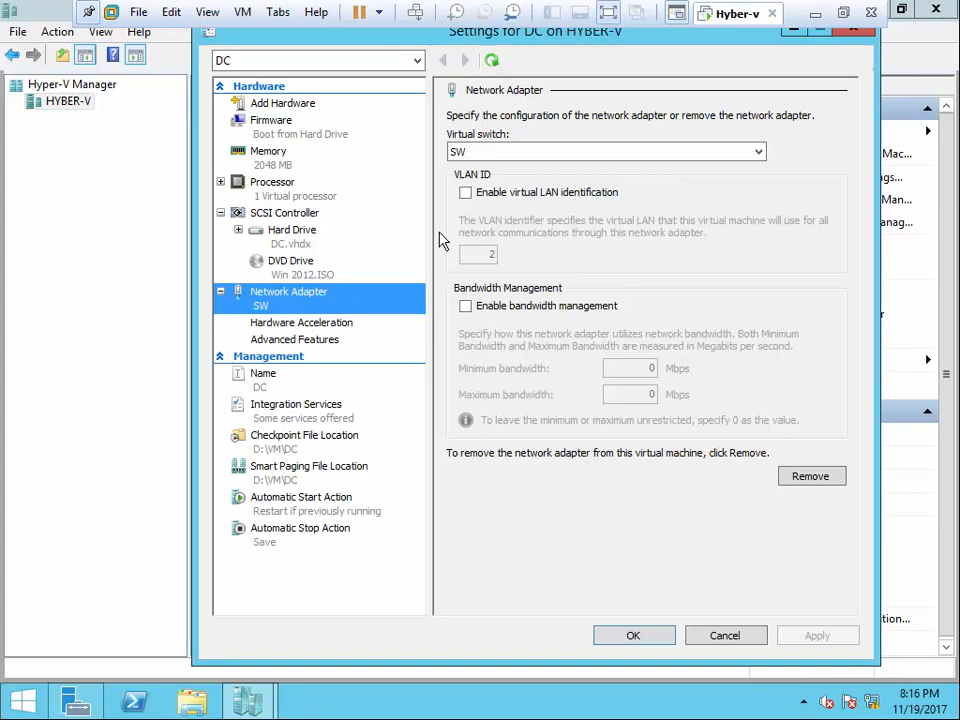 File Edit View VM Tabs Help Hyber-v
File Action View Help
Settings for DC on HYBER-V
Hyper-V Manager
HYBER-V
DC
Hardware
Add Hardware
Firmware
Boot from Hard Drive
Memory
2048 MB
Processor
1 Virtual processor
SCSI Controller
Hard Drive
DC.vhdx
DVD Drive
Win 2012.ISO
Network Adapter
SW
Hardware Acceleration
Advanced Features
Management
Name
DC
Integration Services
Some services offered
Checkpoint File Location
D:\VM\DC
Smart Paging File Location
D:\VM\DC
Automatic Start Action
Restart if previously running
Automatic Stop Action
Save
Network Adapter
Specify the configuration of the network adapter or remove the network adapter.
Virtual switch:
SW
VLAN ID
Enable virtual LAN identification
The VLAN identifier specifies the virtual LAN that this virtual machine will use for all
network communications through this network adapter.
2
Bandwidth Management
Enable bandwidth management
Specify how this network adapter utilizes network bandwidth. Both Minimum
Bandwidth and Maximum Bandwidth are measured in Megabits per second.
Minimum bandwidth: 0 Mbps
Maximum bandwidth: 0 Mbps
To leave the minimum or maximum unrestricted, specify 0 as the value.
To remove the network adapter from this virtual machine, click Remove.
Remove
OK Cancel Apply
Mac...
gs...
Man...
nag...
tion...
8:16 PM
11/19/2017